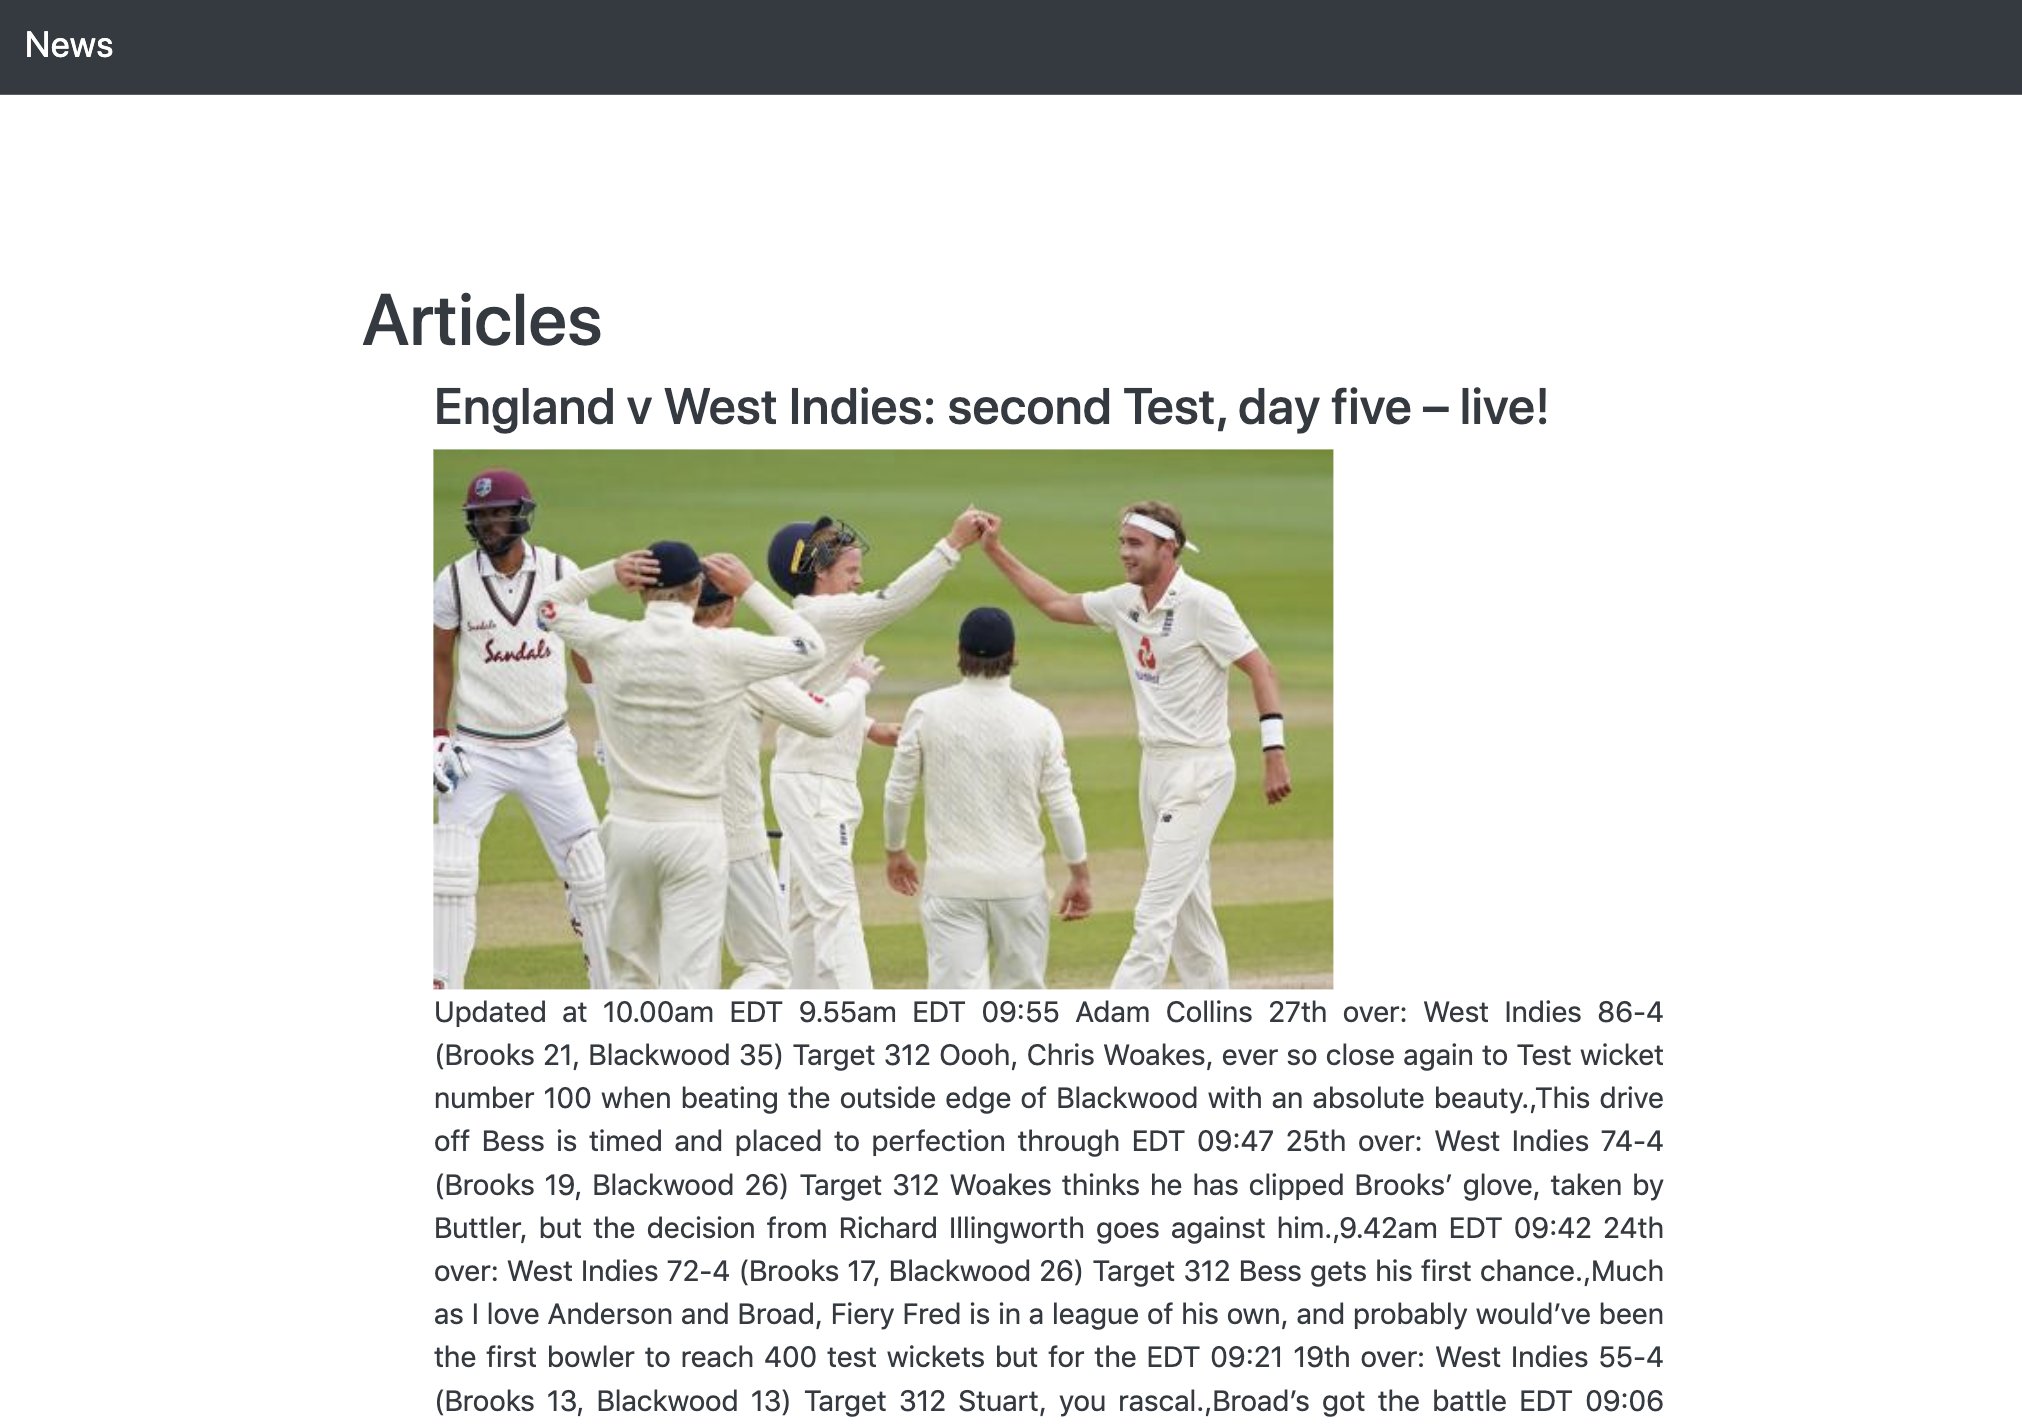 News
Articles
England v West Indies: second Test, day five – live!
Sandals
Sandals
Updated at 10.00am EDT 9.55am EDT 09:55 Adam Collins 27th over: West Indies 86-4
(Brooks 21, Blackwood 35) Target 312 Oooh, Chris Woakes, ever so close again to Test wicket
number 100 when beating the outside edge of Blackwood with an absolute beauty.,This drive
off Bess is timed and placed to perfection through EDT 09:47 25th over: West Indies 74-4
(Brooks 19, Blackwood 26) Target 312 Woakes thinks he has clipped Brooks’ glove, taken by
Buttler, but the decision from Richard Illingworth goes against him.,9.42am EDT 09:42 24th
over: West Indies 72-4 (Brooks 17, Blackwood 26) Target 312 Bess gets his first chance.,Much
as I love Anderson and Broad, Fiery Fred is in a league of his own, and probably would’ve been
the first bowler to reach 400 test wickets but for the EDT 09:21 19th over: West Indies 55-4
(Brooks 13, Blackwood 13) Target 312 Stuart, you rascal.,Broad’s got the battle EDT 09:06